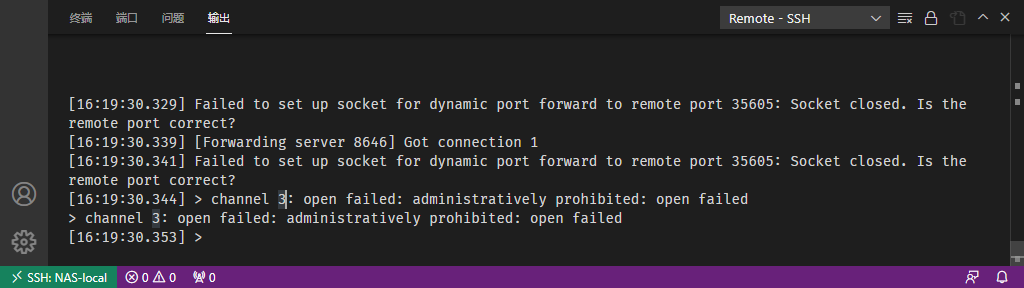 终端 端口 问题 输出 Remote - SSH
[16:19:30.329] Failed to set up socket for dynamic port forward to remote port 35605: Socket closed. Is the
remote port correct?
[16:19:30.339] [Forwarding server 8646] Got connection 1
[16:19:30.341] Failed to set up socket for dynamic port forward to remote port 35605: Socket closed. Is the
remote port correct?
[16:19:30.344] > channel 3: open failed: administratively prohibited: open failed
> channel 3: open failed: administratively prohibited: open failed
[16:19:30.353] >
SSH: NAS-local 0 0 0